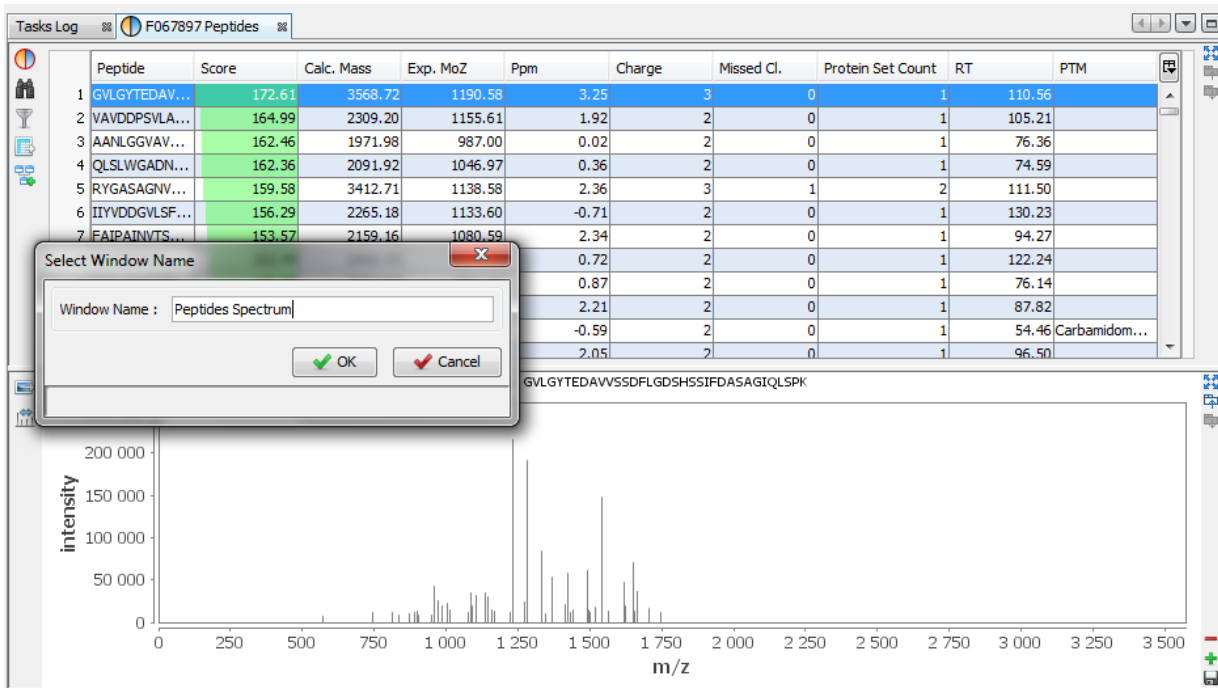 Tasks Log F067897 Peptides
Peptide Score Calc. Mass Exp. MoZ Ppm Charge Missed Cl. Protein Set Count RT PTM
1 GVLGYTEDAV... 172.61 3568.72 1190.58 3.25 3 0 1 110.56
2 VAVDDPSVLA... 164.99 2309.20 1155.61 1.92 2 0 1 105.21
3 AANLGGVAV... 162.46 1971.98 987.00 0.02 2 0 1 76.36
4 QLSLWGADN... 162.36 2091.92 1046.97 0.36 2 0 1 74.59
5 RYGASAGNV... 159.58 3412.71 1138.58 2.36 3 1 2 111.50
6 IIYVDDGVLSF... 156.29 2265.18 1133.60 -0.71 2 0 1 130.23
7 FAIPAINVTS... 153.57 2159.16 1080.59 2.34 2 0 1 94.27
0.72 2 0 1 122.24
0.87 2 0 1 76.14
2.21 2 0 1 87.82
-0.59 2 0 1 54.46 Carbamidom...
2.05 2 0 1 96.50
Select Window Name
Window Name : Peptides Spectrum
OK Cancel
GVLGYTEDAVVSSDFLGDSHSSIFDASAGIQLSPK
200 000
150 000
100 000
50 000
0
intensity
0 250 500 750 1 000 1 250 1 500 1 750 2 000 2 250 2 500 2 750 3 000 3 250 3 500
m/z